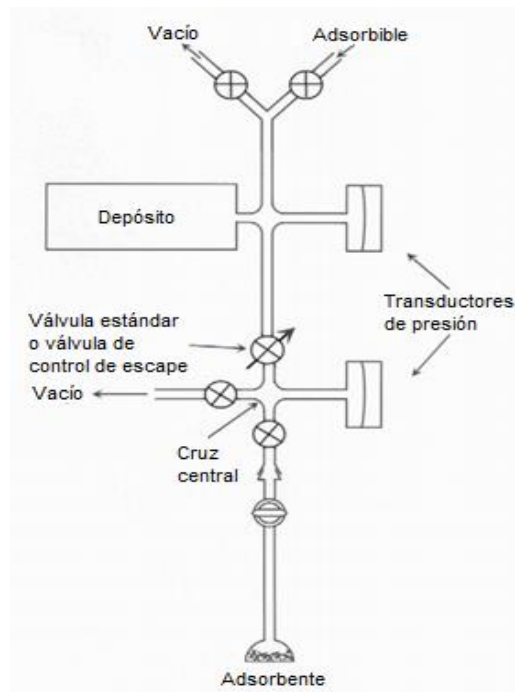 Vacío
Adsorbible
Depósito
Transductores
de presión
Válvula estándar
o válvula de
control de escape
Vacío
Cruz
central
Adsorbente